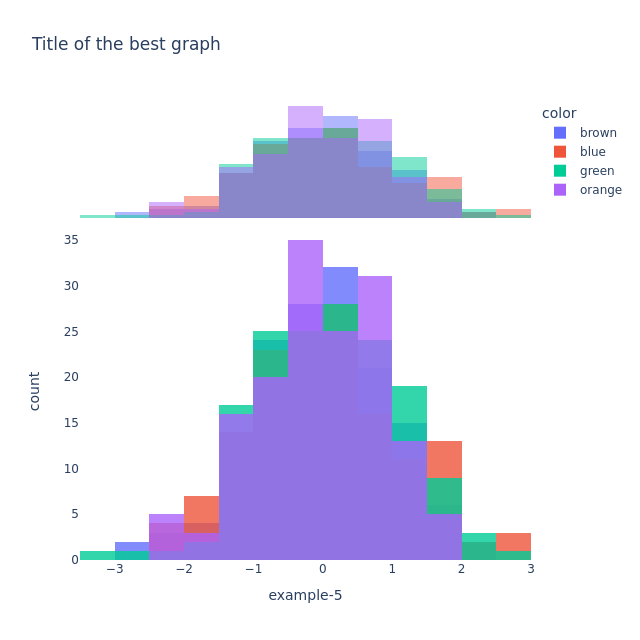 Title of the best graph
color
brown
blue
green
orange
35
30
25
20
15
10
5
0
count
−3 −2 −1 0 1 2 3
example-5